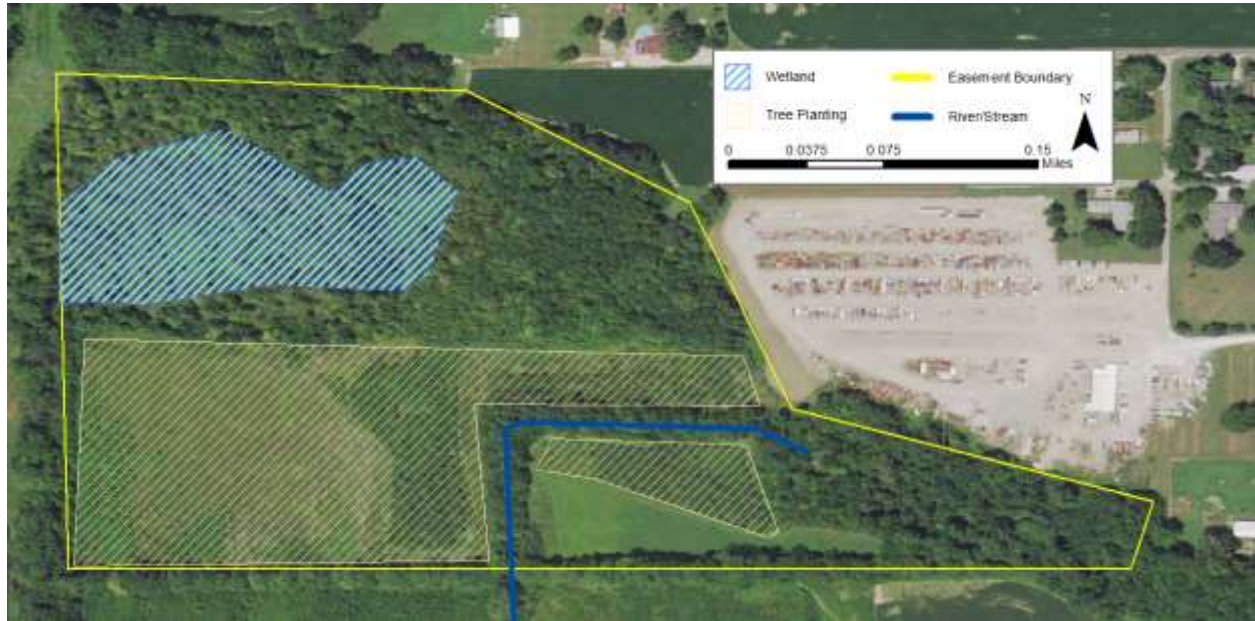 Wetland
Easement Boundary
Tree Planting
River/Stream
N
0 0.0375 0.075 0.15
Miles